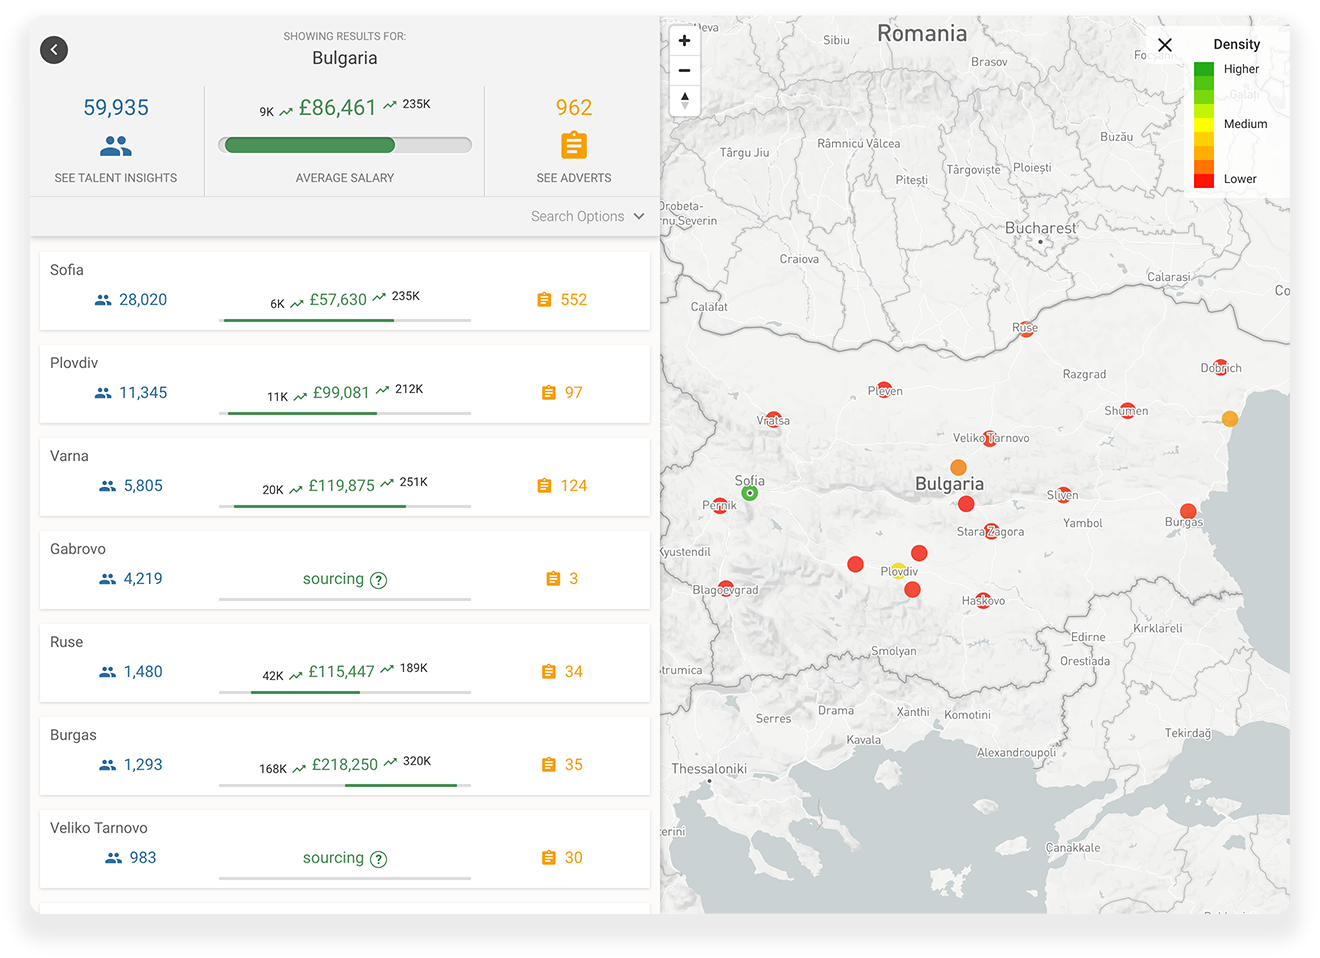 SHOWING RESULTS FOR:
Bulgaria
59,935
9K £86,461 235K
962
SEE TALENT INSIGHTS
AVERAGE SALARY
SEE ADVERTS
Search Options
Sofia
28,020
6K £57,630 235K
552
Plovdiv
11,345
11K £99,081 212K
97
Varna
5,805
20K £119,875 251K
124
Gabrovo
4,219
sourcing ?
3
Ruse
1,480
42K £115,447 189K
34
Burgas
1,293
168K £218,250 320K
35
Veliko Tarnovo
983
sourcing ?
30
+
−
Density
Higher
Medium
Lower
Deva
Sibiu
Romania
Brasov
Galați
Buzău
Târgu Jiu
Râmnicu Vâlcea
Pitești
Târgoviște
Ploiești
Drobeta-
Turnu Severin
Bucharest
Craiova
Călărași
Calafat
Ruse
Razgrad
Dobrich
Pleven
Vratsa
Shumen
Veliko Tarnovo
Sofia
Bulgaria
Pernik
Sliven
Yambol
Burgas
Stara Zagora
Kyustendil
Plovdiv
Blagoevgrad
Haskovo
Smolyan
Edirne
Kırklareli
Orestiada
Strumica
Serres
Drama
Xanthi
Komotini
Kavala
Alexandroupoli
Tekirdağ
Thessaloniki
Çanakkale